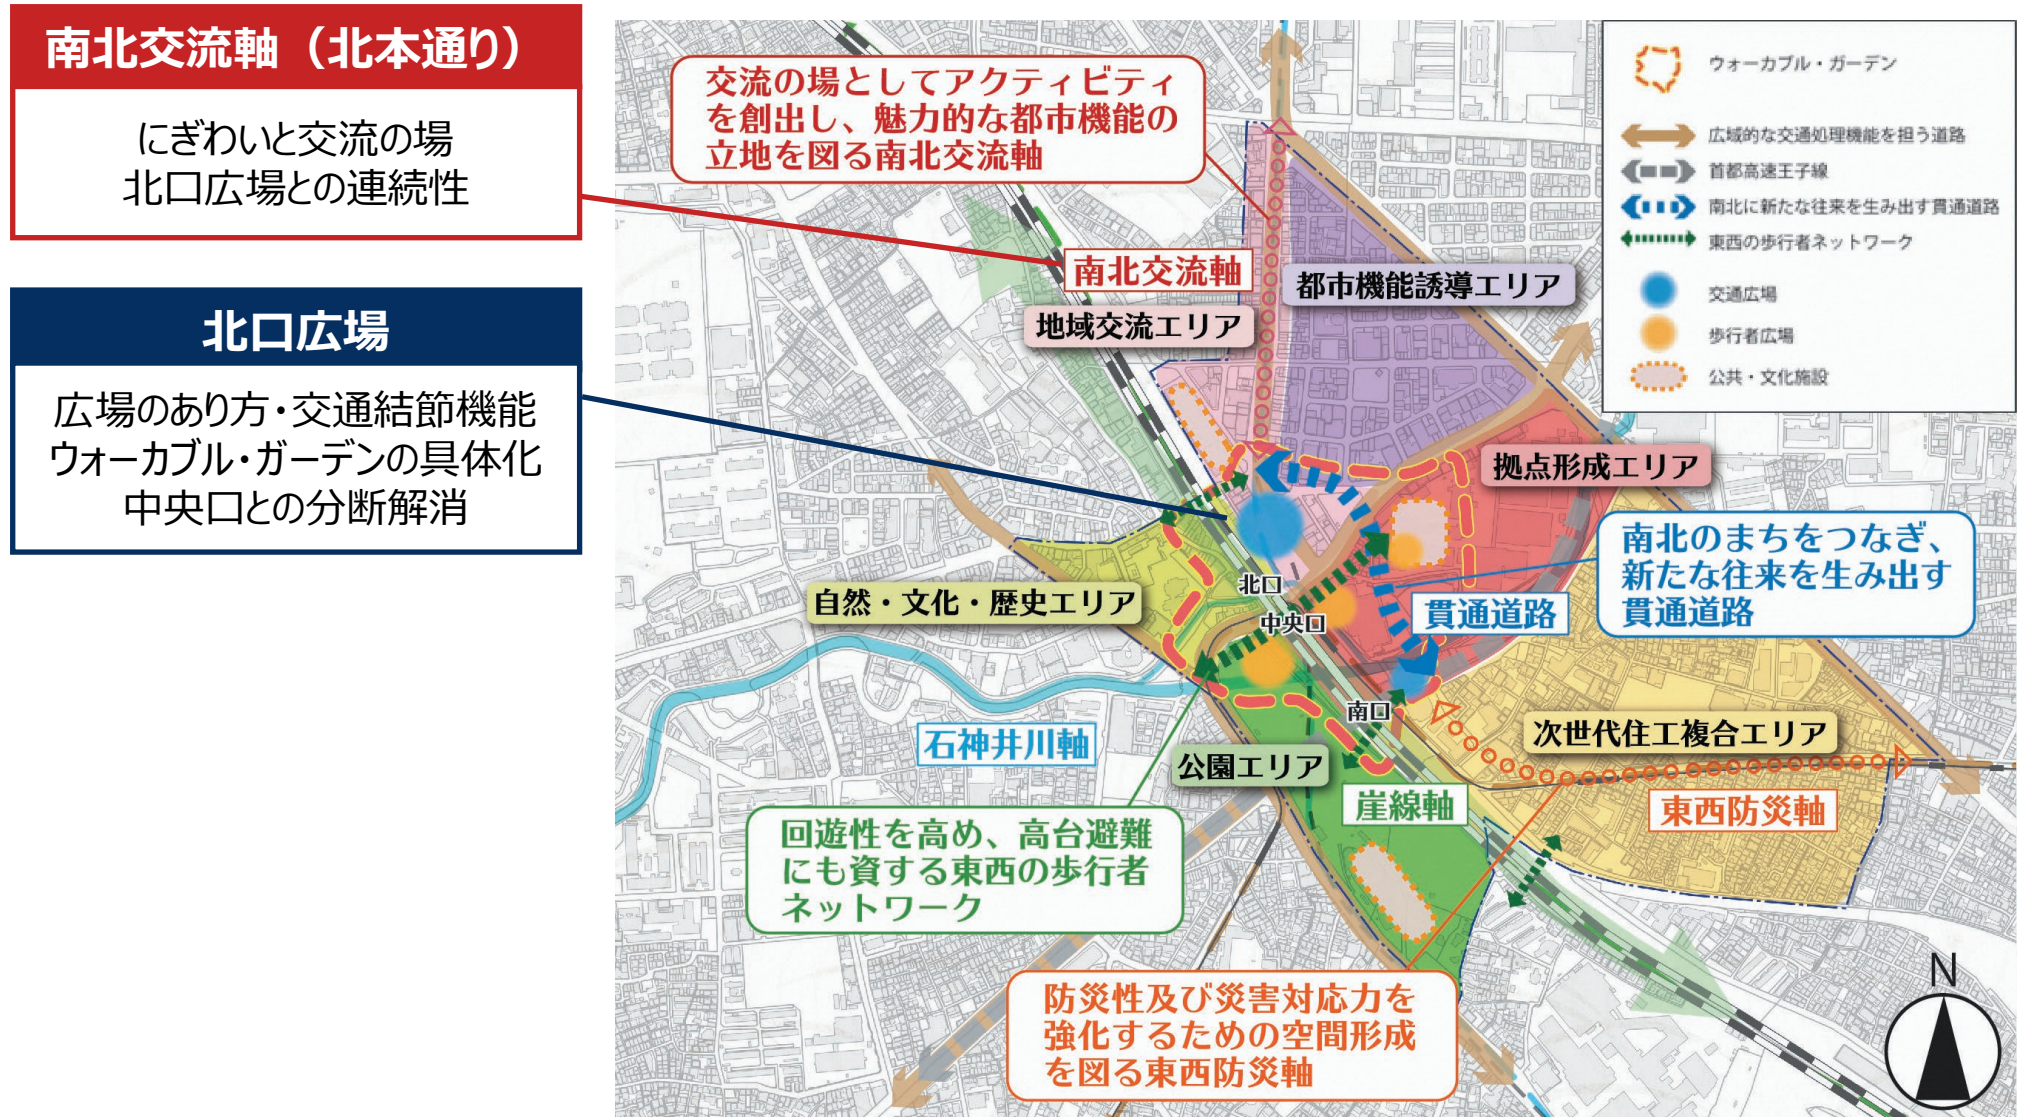 南北交流軸（北本通り）
にぎわいと交流の場
北口広場との連続性
北口広場
広場のあり方・交通結節機能
ウォーカブル・ガーデンの具体化
中央口との分断解消
交流の場としてアクティビティ
を創出し、魅力的な都市機能の
立地を図る南北交流軸
ウォーカブル・ガーデン
広域的な交通処理機能を担う道路
首都高速王子線
南北に新たな往来を生み出す貫通道路
東西の歩行者ネットワーク
交通広場
歩行者広場
公共・文化施設
南北交流軸
都市機能誘導エリア
地域交流エリア
拠点形成エリア
南北のまちをつなぎ、
新たな往来を生み出す
貫通道路
北口
自然・文化・歴史エリア
中央口
貫通道路
南口
石神井川軸
次世代住工複合エリア
公園エリア
崖線軸
東西防災軸
回遊性を高め、高台避難
にも資する東西の歩行者
ネットワーク
防災性及び災害対応力を
強化するための空間形成
を図る東西防災軸
N